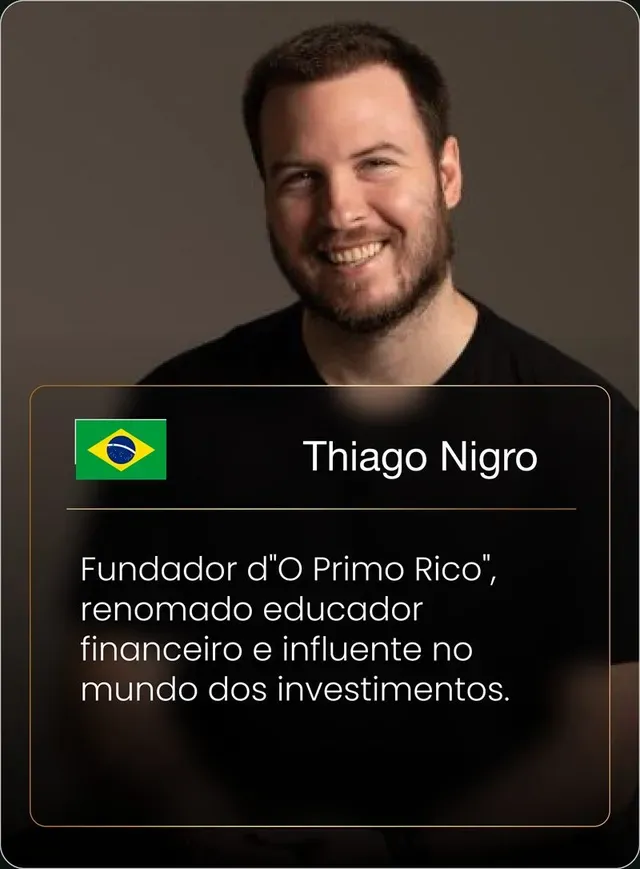 Thiago Nigro
Fundador d"O Primo Rico",
renomado educador
financeiro e influente no
mundo dos investimentos.